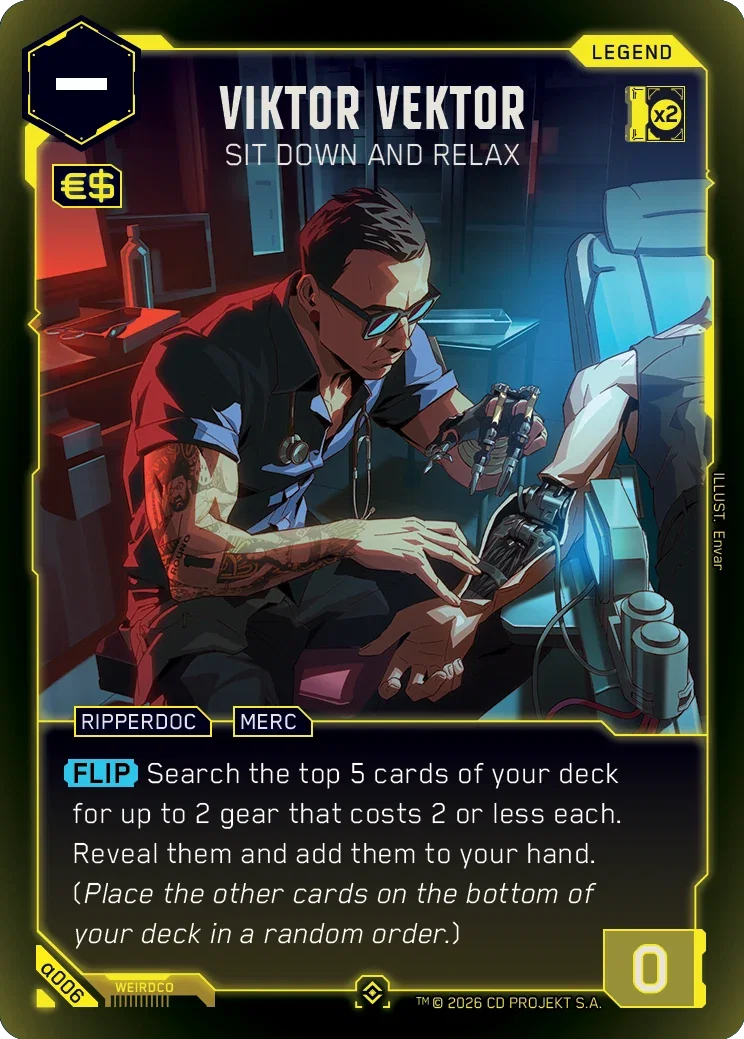 LEGEND
–
VIKTOR VEKTOR
SIT DOWN AND RELAX
x2
€$
ILLUST. Envar
RIPPERDOC
MERC
FLIP Search the top 5 cards of your deck
for up to 2 gear that costs 2 or less each.
Reveal them and add them to your hand.
(Place the other cards on the bottom of
your deck in a random order.)
0
α006
WEIRDCO
™ © 2026 CD PROJEKT S.A.